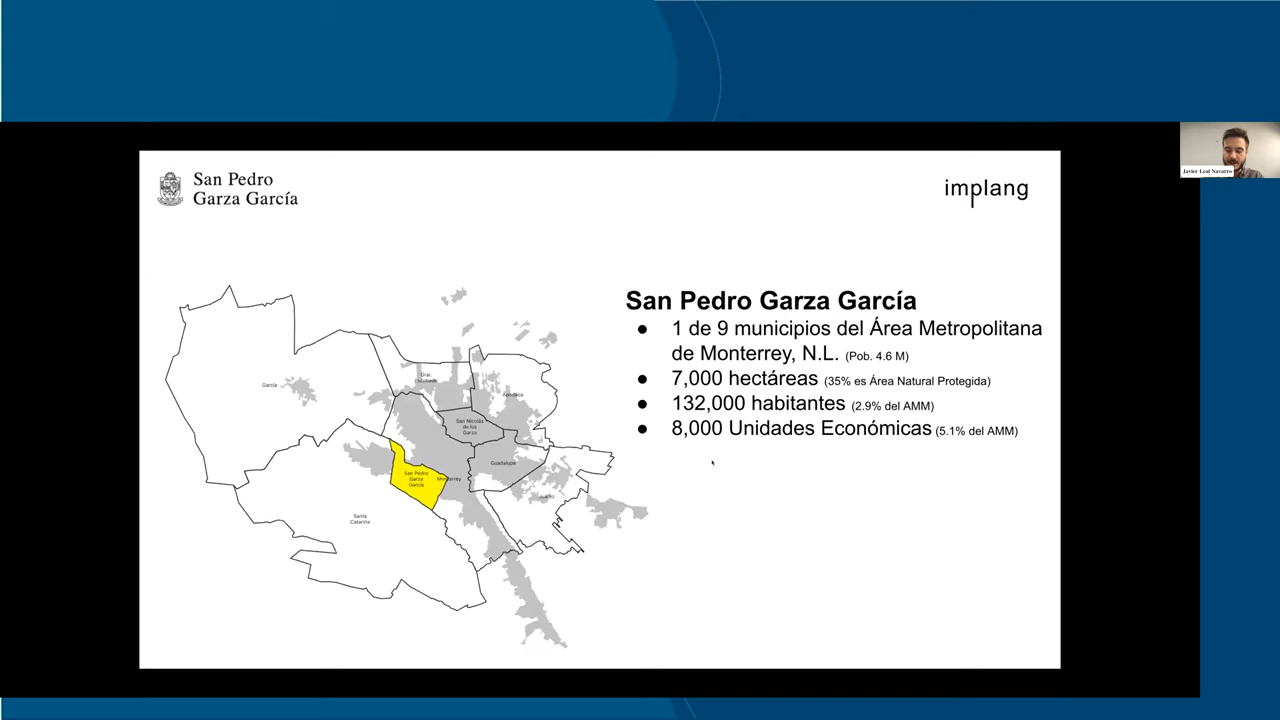 Javier Leal Navarro
San Pedro
Garza García
implang
San Pedro Garza García
● 1 de 9 municipios del Área Metropolitana
de Monterrey, N.L. (Pob. 4.6 M)
● 7,000 hectáreas (35% es Área Natural Protegida)
● 132,000 habitantes (2.9% del AMM)
● 8,000 Unidades Económicas (5.1% del AMM)
García
Gral.
Escobedo
Apodaca
San Nicolás
de los
Garza
Guadalupe
San Pedro
Garza
García
Monterrey
Juárez
Santa
Catarina